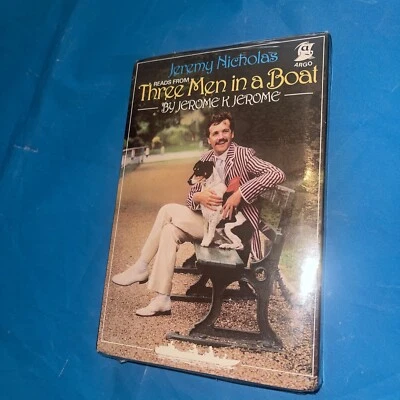 Jeremy Nicholas
READS FROM
Three Men in a Boat
BY JEROME K JEROME
ARGO